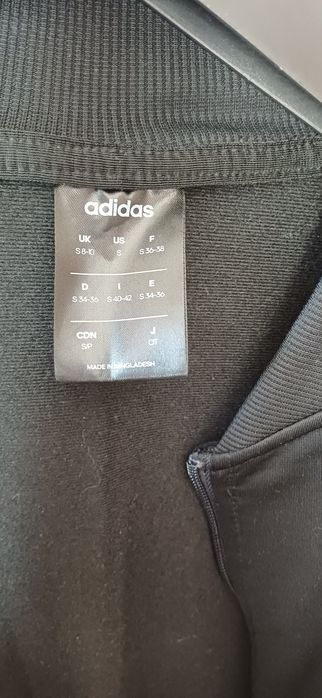 adidas
UK US F
S 8-10 S S 36-38
D I E
S 34-36 S 40-42 S 34-36
CDN J
S/P OT
MADE IN BANGLADESH